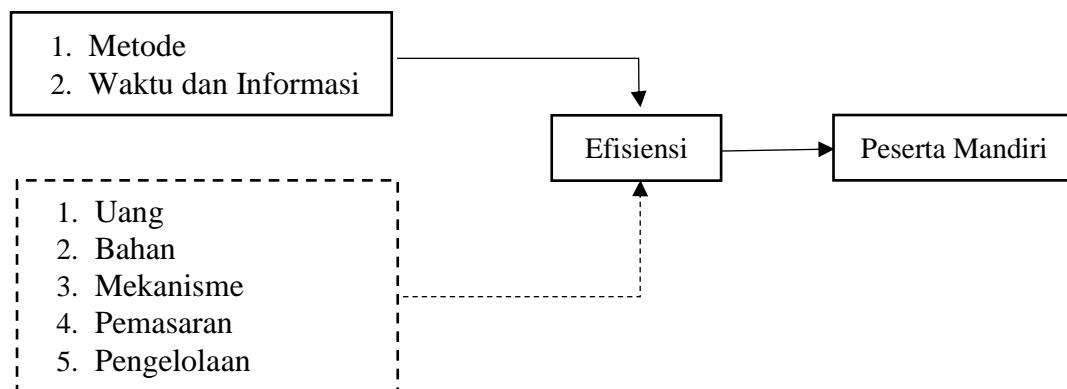 1. Metode
2. Waktu dan Informasi
Efisiensi
Peserta Mandiri
1. Uang
2. Bahan
3. Mekanisme
4. Pemasaran
5. Pengelolaan